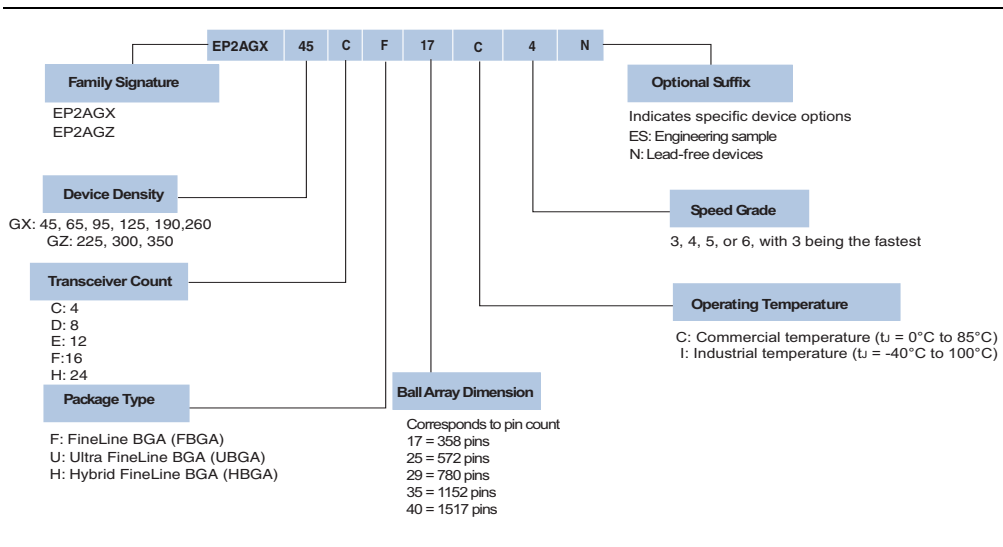 EP2AGX 45 C F 17 C 4 N
Family Signature
EP2AGX
EP2AGZ
Optional Suffix
Indicates specific device options
ES: Engineering sample
N: Lead-free devices
Device Density
GX: 45, 65, 95, 125, 190,260
GZ: 225, 300, 350
Speed Grade
3, 4, 5, or 6, with 3 being the fastest
Transceiver Count
C: 4
D: 8
E: 12
F:16
H: 24
Operating Temperature
C: Commercial temperature (tJ = 0°C to 85°C)
I: Industrial temperature (tJ = -40°C to 100°C)
Package Type
F: FineLine BGA (FBGA)
U: Ultra FineLine BGA (UBGA)
H: Hybrid FineLine BGA (HBGA)
Ball Array Dimension
Corresponds to pin count
17 = 358 pins
25 = 572 pins
29 = 780 pins
35 = 1152 pins
40 = 1517 pins